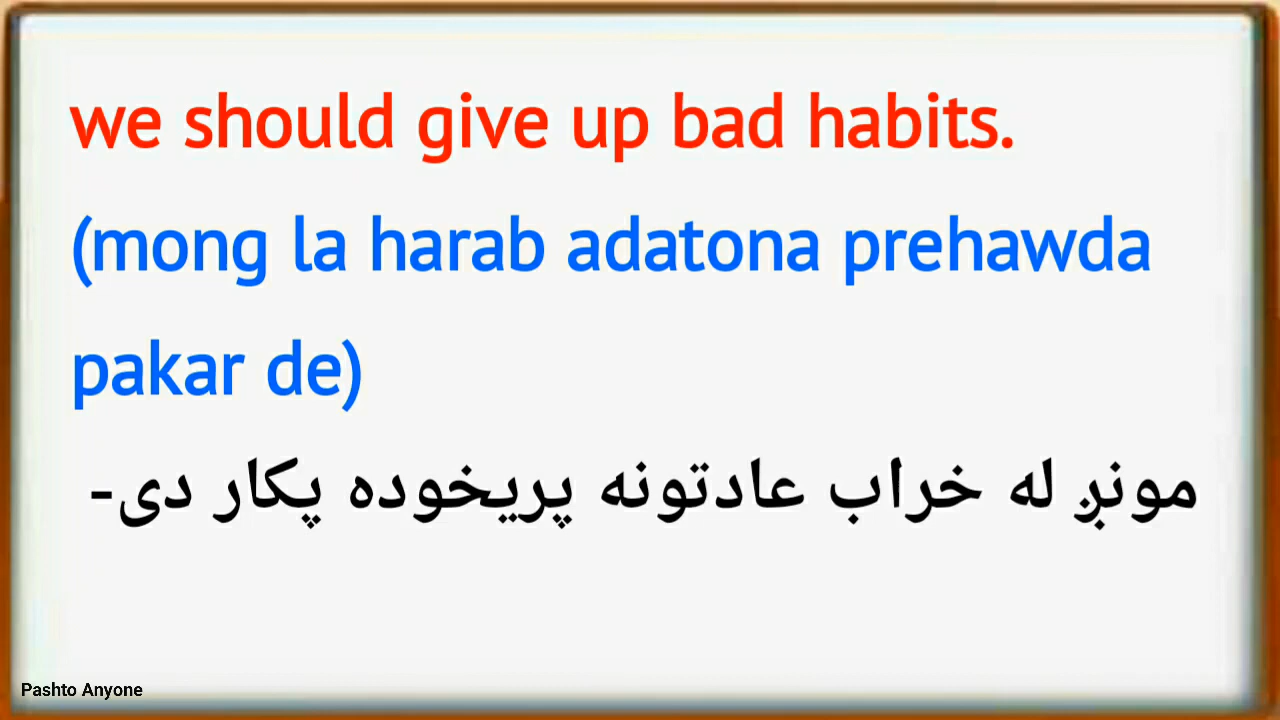 we should give up bad habits.
(mong la harab adatona prehawda
pakar de)
مونږ له خراب عادتونه پریخوده پکار دی-
Pashto Anyone